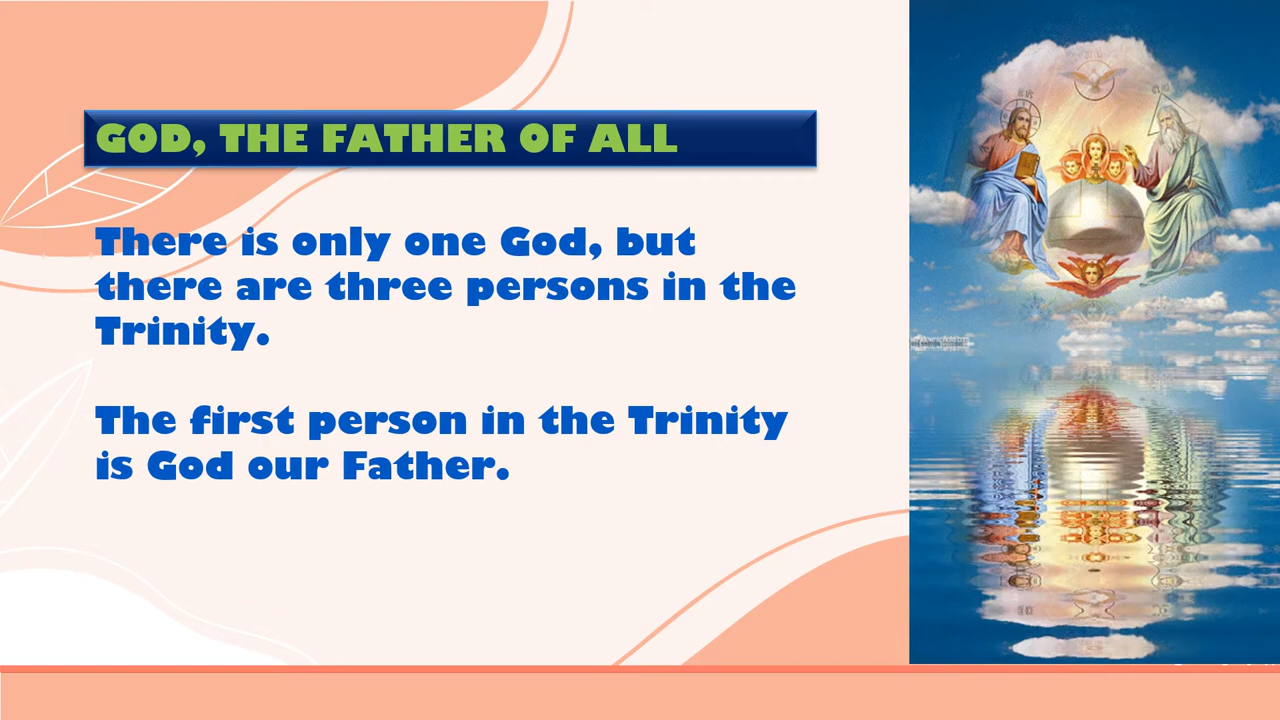 GOD, THE FATHER OF ALL
There is only one God, but
there are three persons in the
Trinity.
The first person in the Trinity
is God our Father.